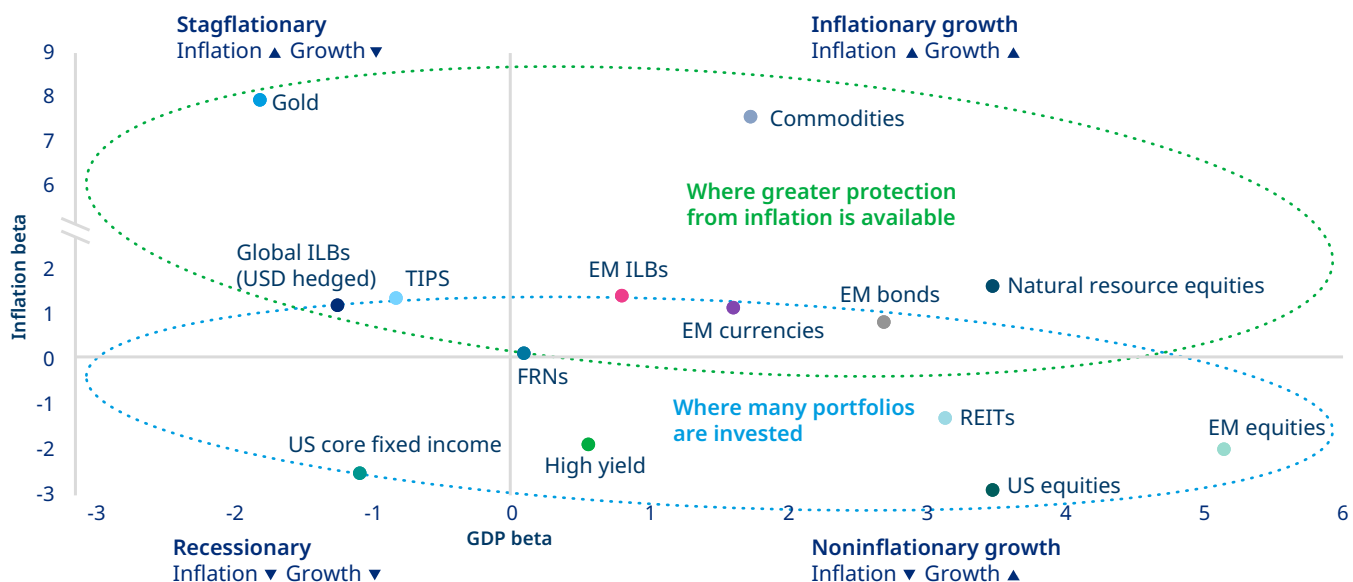 Stagflationary
Inflation ▲ Growth ▼
Inflationary growth
Inflation ▲ Growth ▲
9
8
7
6
2
1
0
-1
-2
-3
Inflation beta
Gold
Commodities
Where greater protection
from inflation is available
Global ILBs
(USD hedged)
TIPS
EM ILBs
EM currencies
EM bonds
Natural resource equities
FRNs
Where many portfolios
are invested
REITs
EM equities
US core fixed income
High yield
US equities
-3 -2 -1 0 1 2 3 4 5 6
GDP beta
Recessionary
Inflation ▼ Growth ▼
Noninflationary growth
Inflation ▼ Growth ▲